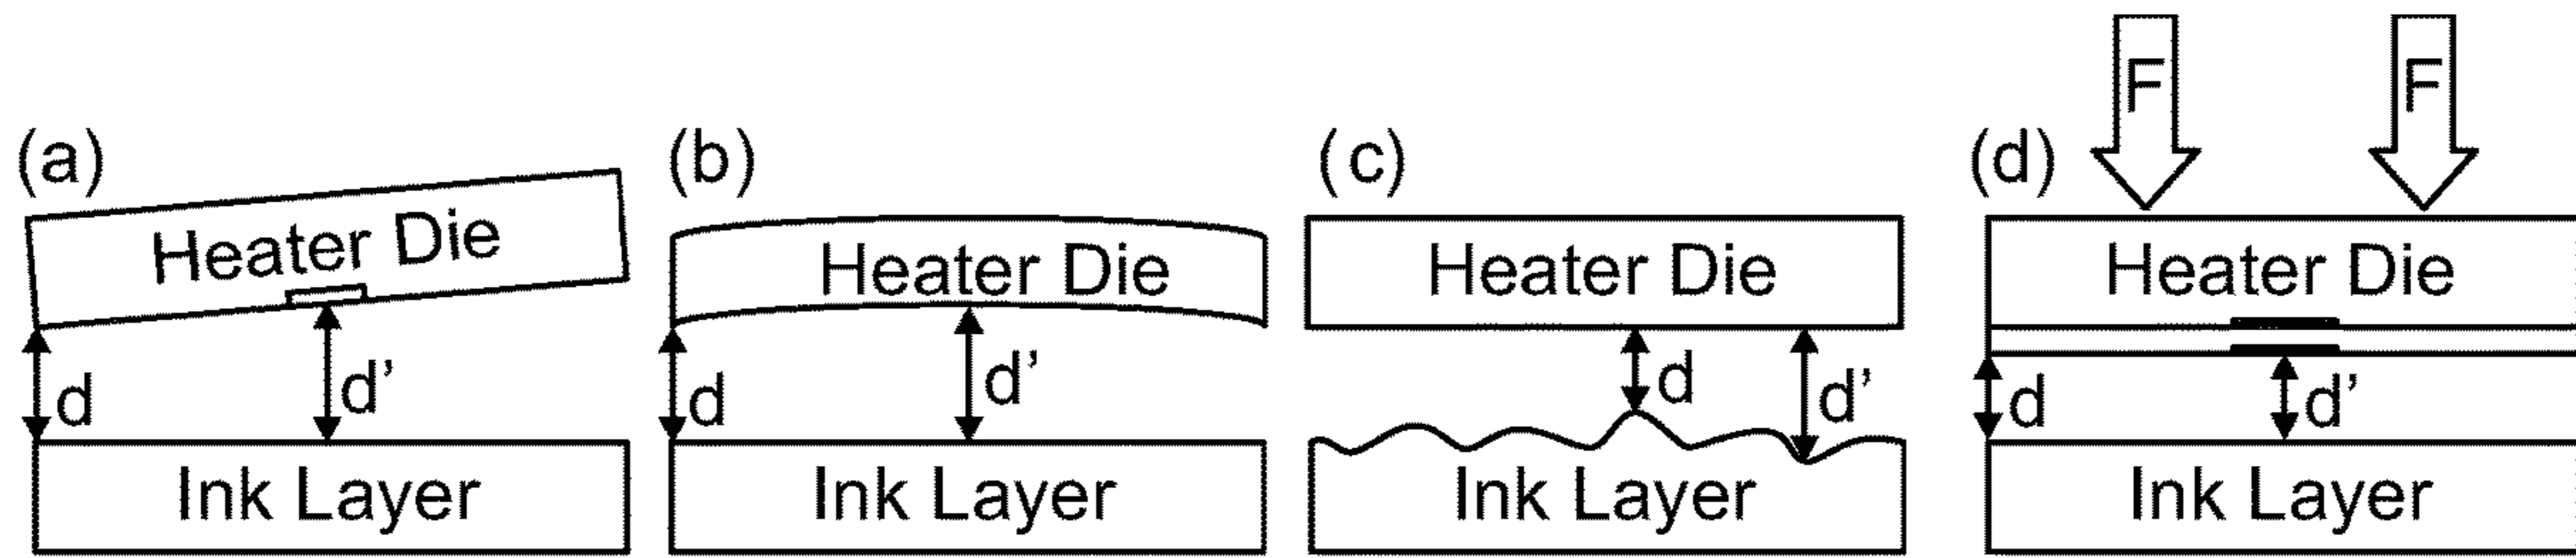 (a)
Heater Die
d
d’
Ink Layer
(b)
Heater Die
d
d’
Ink Layer
(c)
Heater Die
d
d’
Ink Layer
(d)
F
F
Heater Die
d
d’
Ink Layer